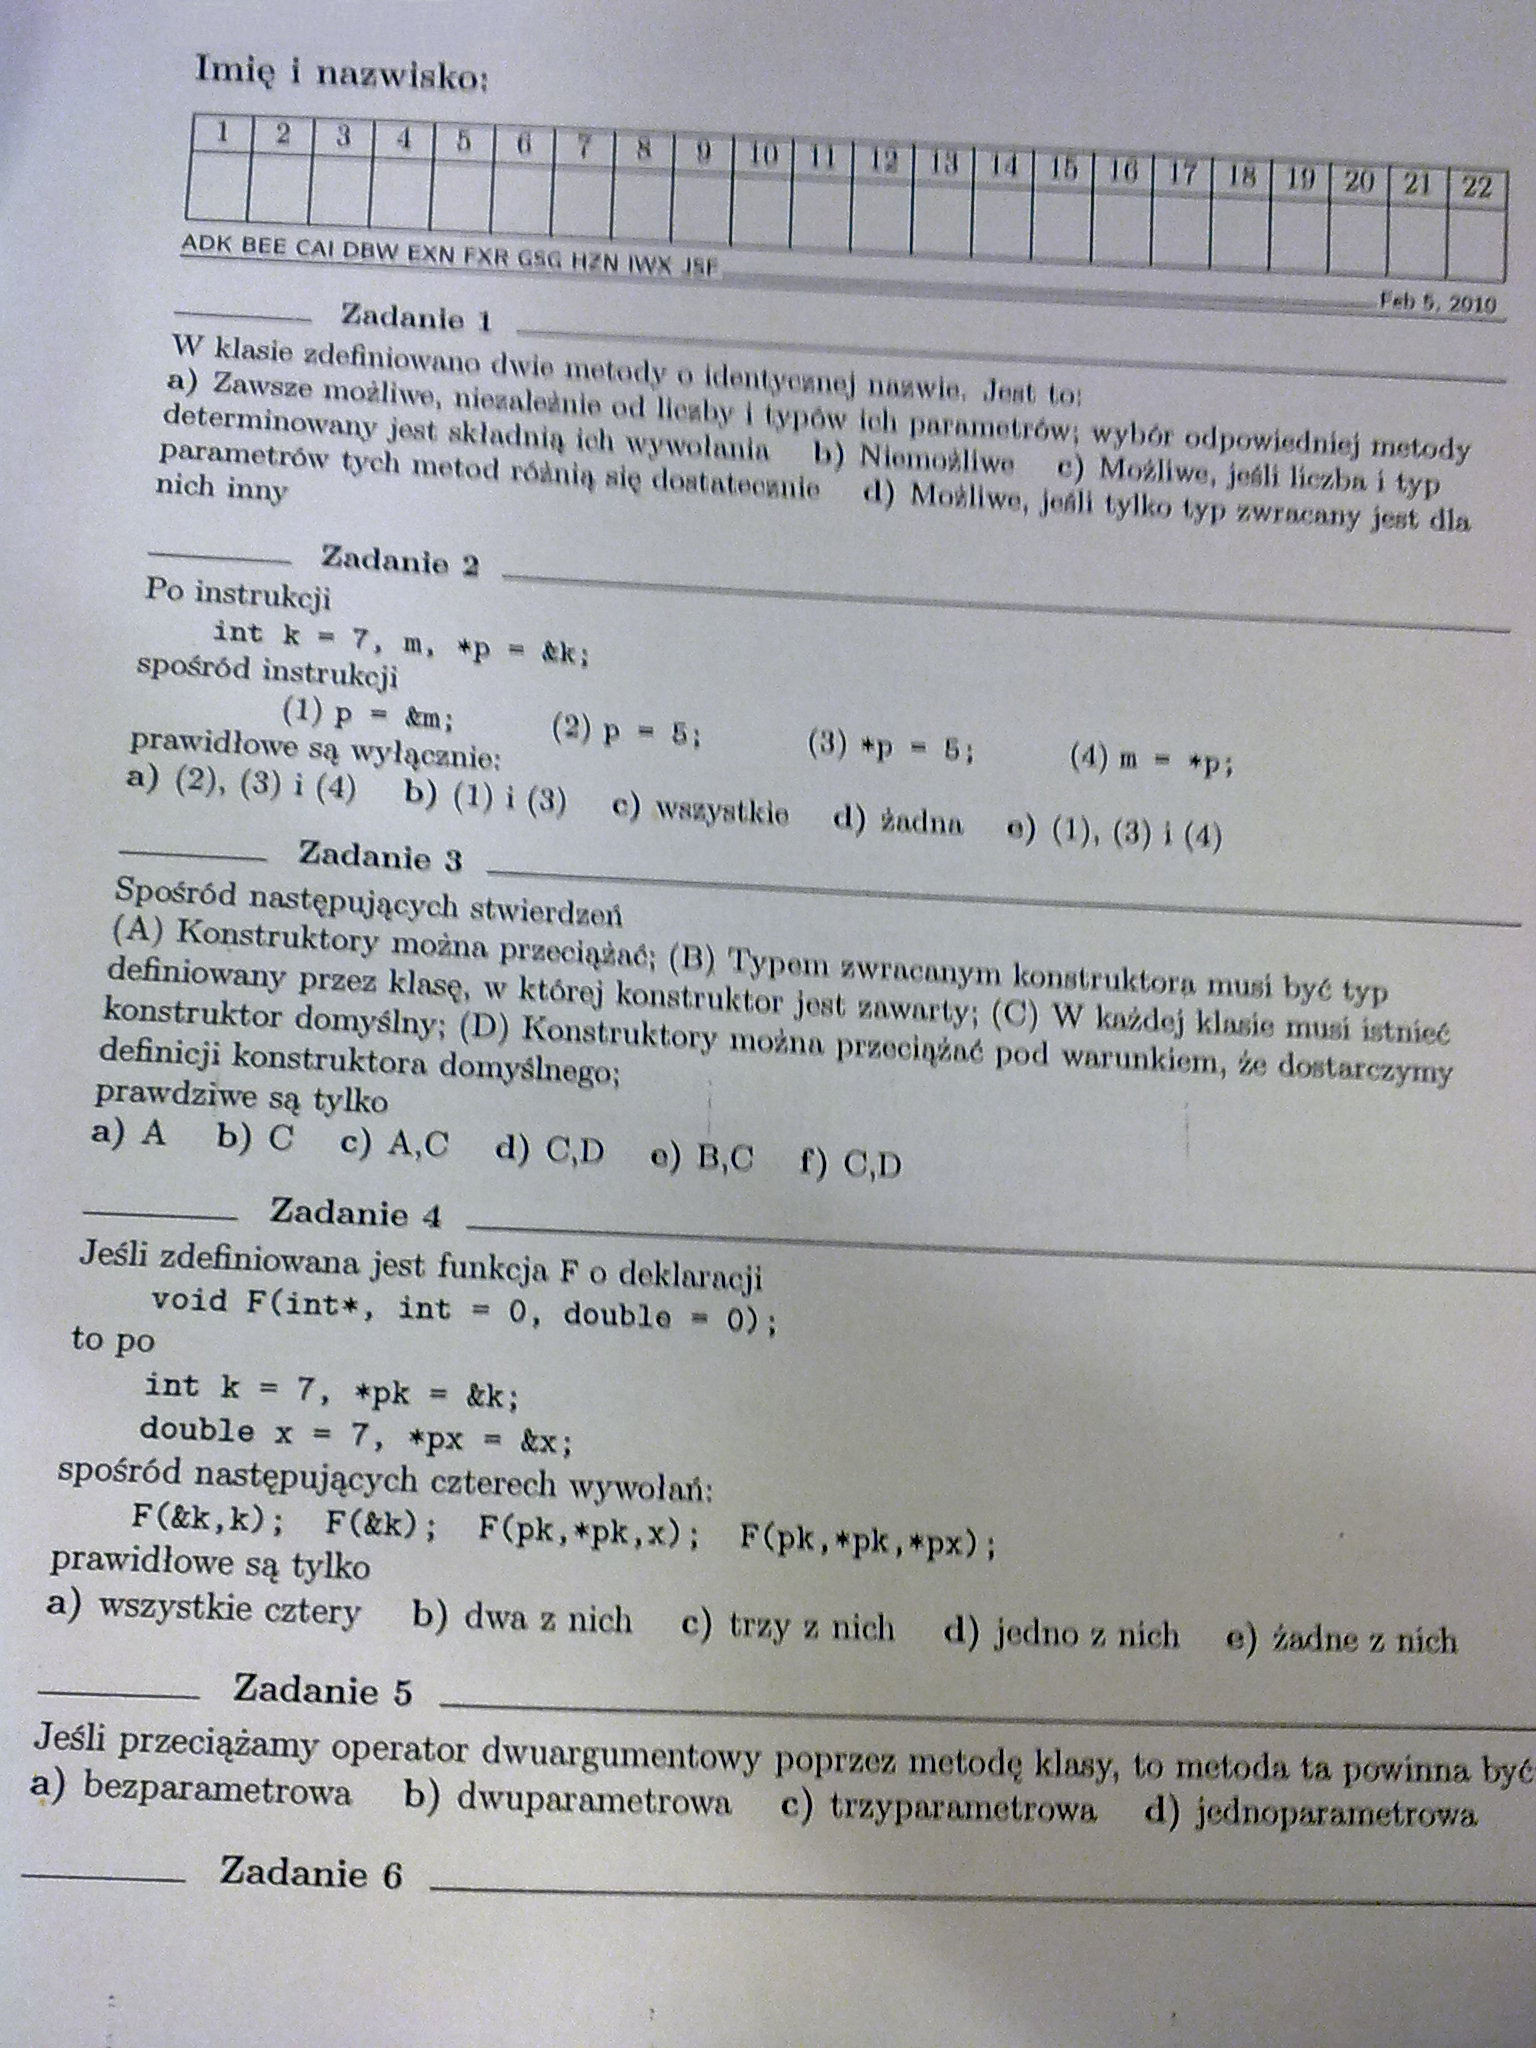 Imię i nazwisko:
1 2 3 4 5 6 7 8 9 10 11 12 13 14 15 16 17 18 19 20 21 22
ADK BEE CAI DBW EXN FXR GSG HZN IWX JSF
Feb 5, 2010
Zadanie 1
W klasie zdefiniowano dwie metody o identycznej nazwie. Jest to:
a) Zawsze możliwe, niezależnie od liczby i typów ich parametrów; wybór odpowiedniej metody
determinowany jest składnią ich wywołania b) Niemożliwe c) Możliwe, jeśli liczba i typ
parametrów tych metod różnią się dostatecznie d) Możliwe, jeśli tylko typ zwracany jest dla
nich inny
Zadanie 2
Po instrukcji
int k = 7, m, *p = &k;
spośród instrukcji
(1) p = &m; (2) p = 5; (3) *p = 5; (4) m = *p;
prawidłowe są wyłącznie:
a) (2), (3) i (4) b) (1) i (3) c) wszystkie d) żadna e) (1), (3) i (4)
Zadanie 3
Spośród następujących stwierdzeń
(A) Konstruktory można przeciążać; (B) Typem zwracanym konstruktora musi być typ
definiowany przez klasę, w której konstruktor jest zawarty; (C) W każdej klasie musi istnieć
konstruktor domyślny; (D) Konstruktory można przeciążać pod warunkiem, że dostarczymy
definicji konstruktora domyślnego;
prawdziwe są tylko
a) A b) C c) A,C d) C,D e) B,C f) C,D
Zadanie 4
Jeśli zdefiniowana jest funkcja F o deklaracji
void F(int*, int = 0, double = 0);
to po
int k = 7, *pk = &k;
double x = 7, *px = &x;
spośród następujących czterech wywołań:
F(&k,k); F(&k); F(pk,*pk,x); F(pk,*pk,*px);
prawidłowe są tylko
a) wszystkie cztery b) dwa z nich c) trzy z nich d) jedno z nich e) żadne z nich
Zadanie 5
Jeśli przeciążamy operator dwuargumentowy poprzez metodę klasy, to metoda ta powinna być
a) bezparametrowa b) dwuparametrowa c) trzyparametrowa d) jednoparametrowa
Zadanie 6